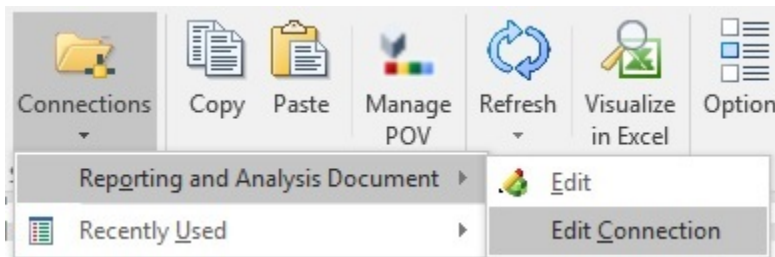 Connections
Copy
Paste
Manage
POV
Refresh
Visualize
in Excel
Option
Reporting and Analysis Document
Edit
Recently Used
Edit Connection